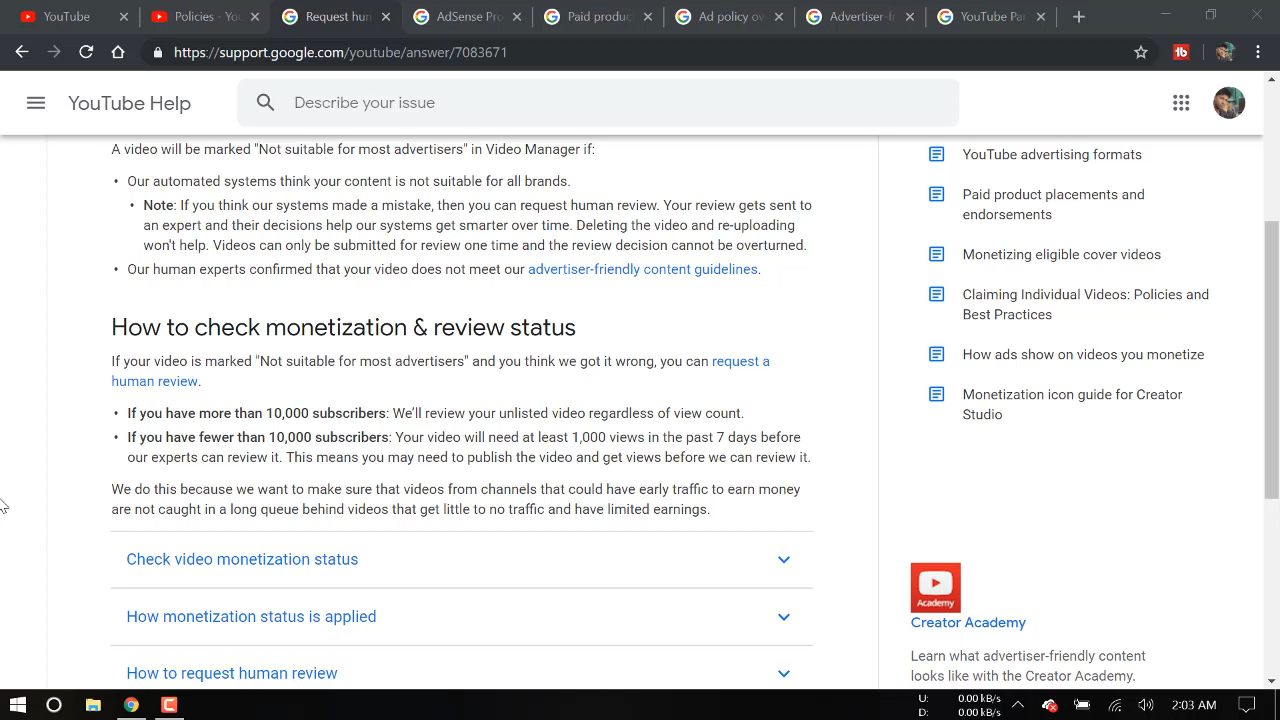 YouTube
Policies - Yo
Request hun
AdSense Pro
Paid produc
Ad policy ov
Advertiser-f
YouTube Par
https://support.google.com/youtube/answer/7083671
YouTube Help
Describe your issue
A video will be marked "Not suitable for most advertisers" in Video Manager if:
• Our automated systems think your content is not suitable for all brands.
• Note: If you think our systems made a mistake, then you can request human review. Your review gets sent to
an expert and their decisions help our systems get smarter over time. Deleting the video and re-uploading
won't help. Videos can only be submitted for review one time and the review decision cannot be overturned.
• Our human experts confirmed that your video does not meet our advertiser-friendly content guidelines.
How to check monetization & review status
If your video is marked "Not suitable for most advertisers" and you think we got it wrong, you can request a
human review.
• If you have more than 10,000 subscribers: We'll review your unlisted video regardless of view count.
• If you have fewer than 10,000 subscribers: Your video will need at least 1,000 views in the past 7 days before
our experts can review it. This means you may need to publish the video and get views before we can review it.
We do this because we want to make sure that videos from channels that could have early traffic to earn money
are not caught in a long queue behind videos that get little to no traffic and have limited earnings.
Check video monetization status
How monetization status is applied
How to request human review
YouTube advertising formats
Paid product placements and
endorsements
Monetizing eligible cover videos
Claiming Individual Videos: Policies and
Best Practices
How ads show on videos you monetize
Monetization icon guide for Creator
Studio
Academy
Creator Academy
Learn what advertiser-friendly content
looks like with the Creator Academy.
U: 0.00 kB/s
D: 0.00 kB/s
2:03 AM